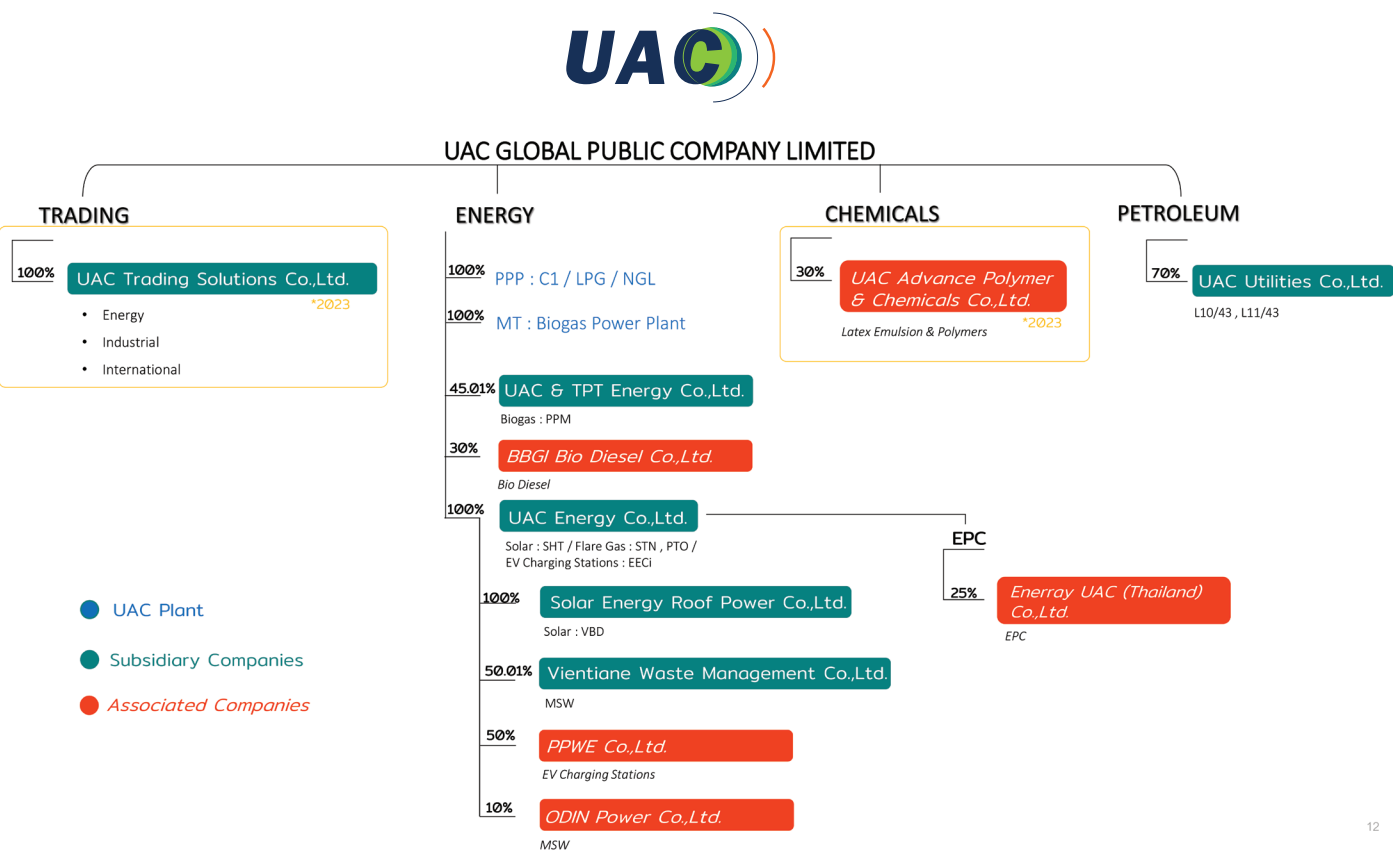 UAC
UAC GLOBAL PUBLIC COMPANY LIMITED
TRADING
100%
UAC Trading Solutions Co.,Ltd.
*2023
• Energy
• Industrial
• International
ENERGY
100%
PPP : C1 / LPG / NGL
100%
MT : Biogas Power Plant
45.01%
UAC & TPT Energy Co.,Ltd.
Biogas : PPM
30%
BBGI Bio Diesel Co.,Ltd.
Bio Diesel
100%
UAC Energy Co.,Ltd.
Solar : SHT / Flare Gas : STN , PTO /
EV Charging Stations : EECi
100%
Solar Energy Roof Power Co.,Ltd.
Solar : VBD
50.01%
Vientiane Waste Management Co.,Ltd.
MSW
50%
PPWE Co.,Ltd.
EV Charging Stations
10%
ODIN Power Co.,Ltd.
MSW
EPC
25%
Enerray UAC (Thailand)
Co.,Ltd.
EPC
CHEMICALS
30%
UAC Advance Polymer
& Chemicals Co.,Ltd.
*2023
Latex Emulsion & Polymers
PETROLEUM
70%
UAC Utilities Co.,Ltd.
L10/43 , L11/43
UAC Plant
Subsidiary Companies
Associated Companies
12